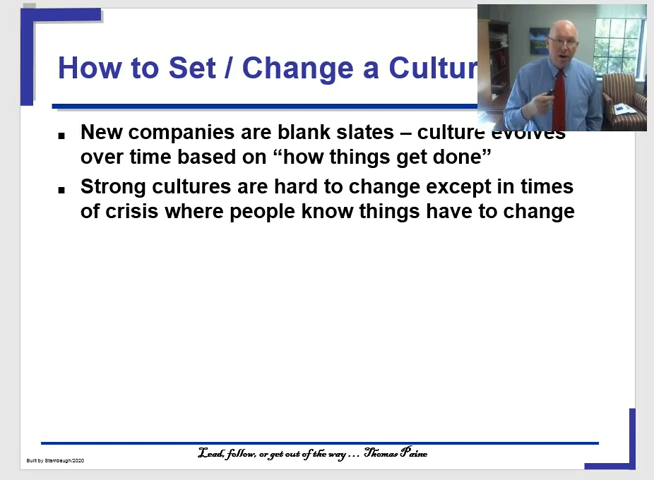 How to Set / Change a Cultur
New companies are blank slates – culture evolves
over time based on “how things get done”
Strong cultures are hard to change except in times
of crisis where people know things have to change
Lead, follow, or get out of the way . . . Thomas Paine
Built by Stambaugh/2020